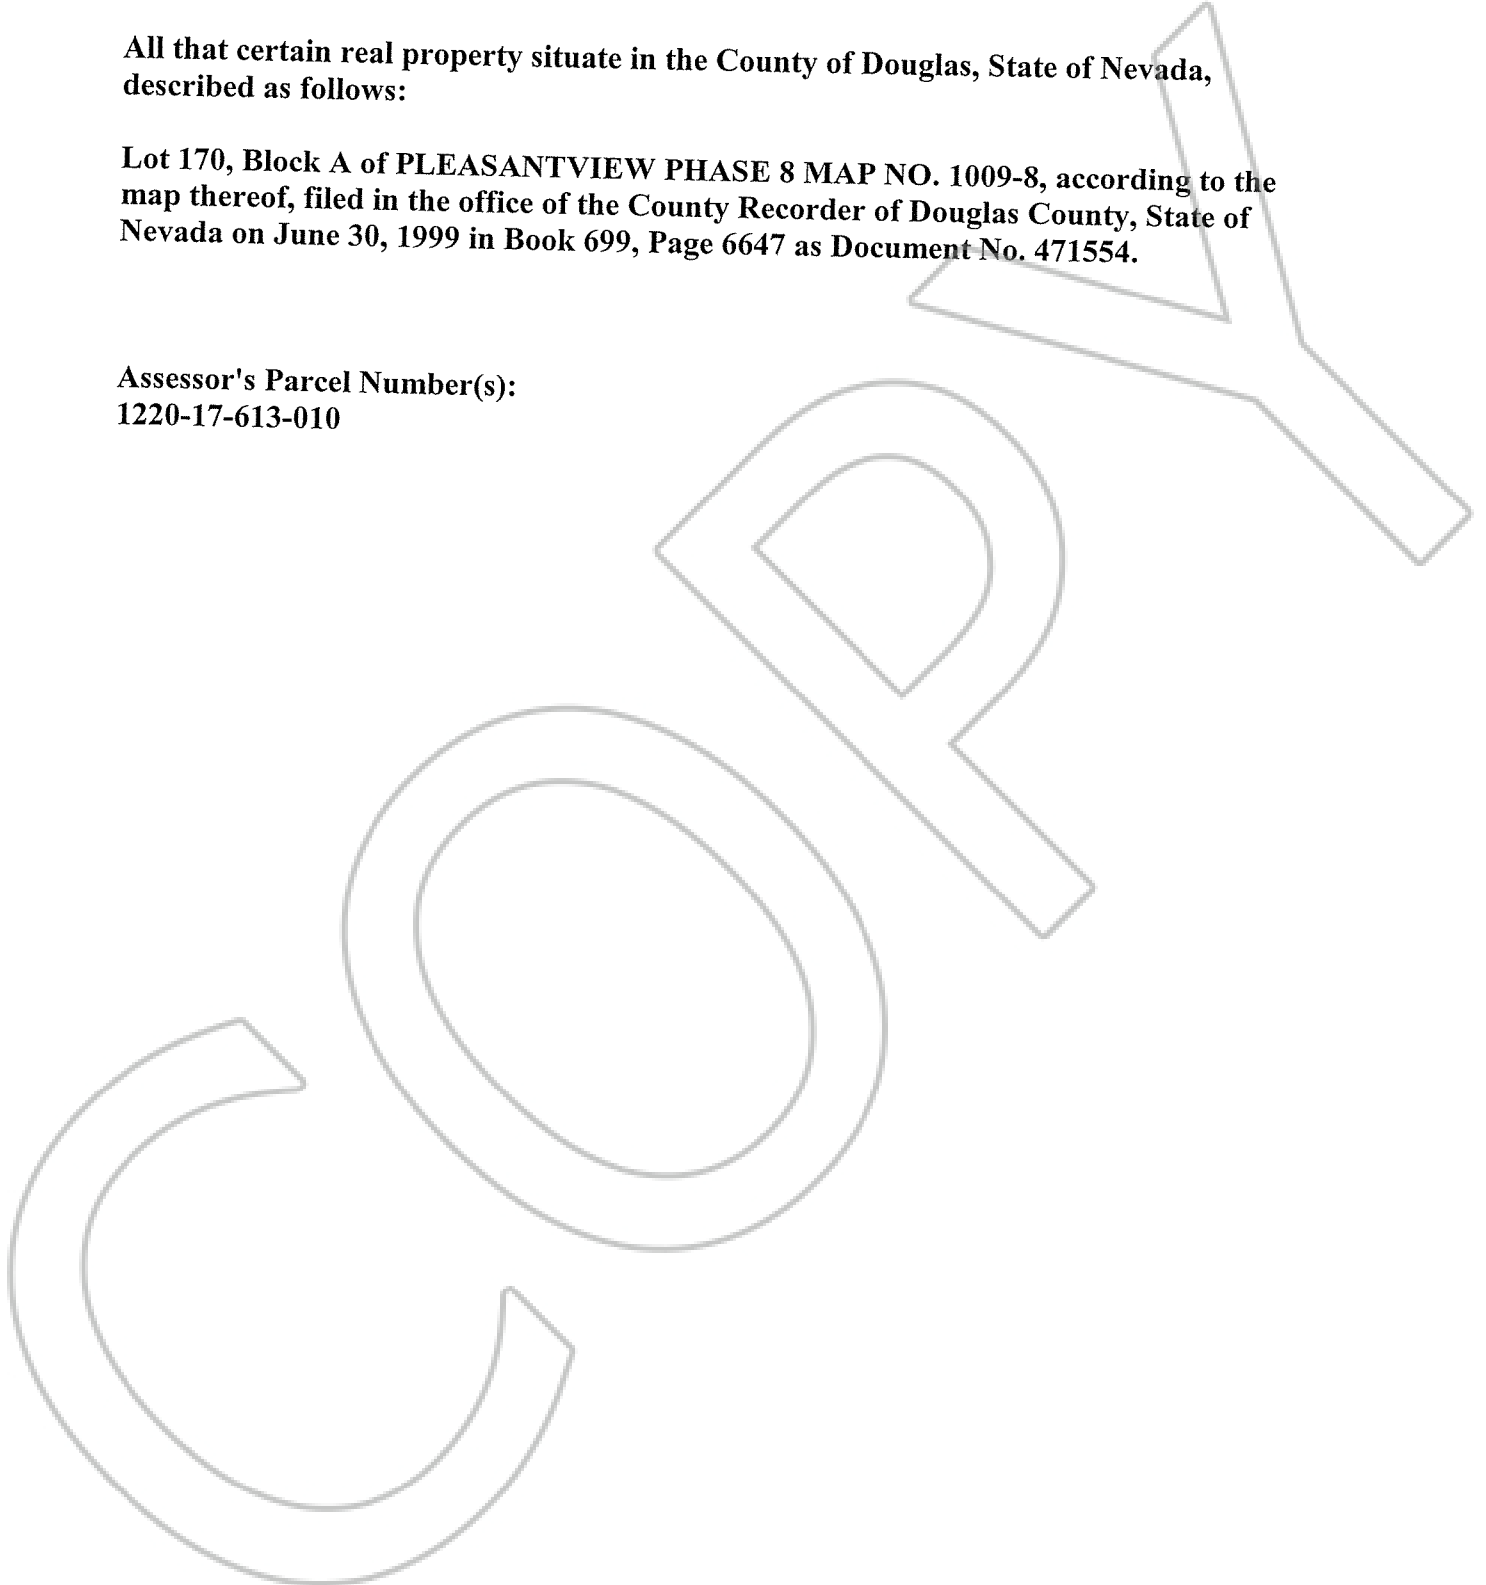 All that certain real property situate in the County of Douglas, State of Nevada,
described as follows:
Lot 170, Block A of PLEASANTVIEW PHASE 8 MAP NO. 1009-8, according to the
map thereof, filed in the office of the County Recorder of Douglas County, State of
Nevada on June 30, 1999 in Book 699, Page 6647 as Document No. 471554.
Assessor's Parcel Number(s):
1220-17-613-010
COPY